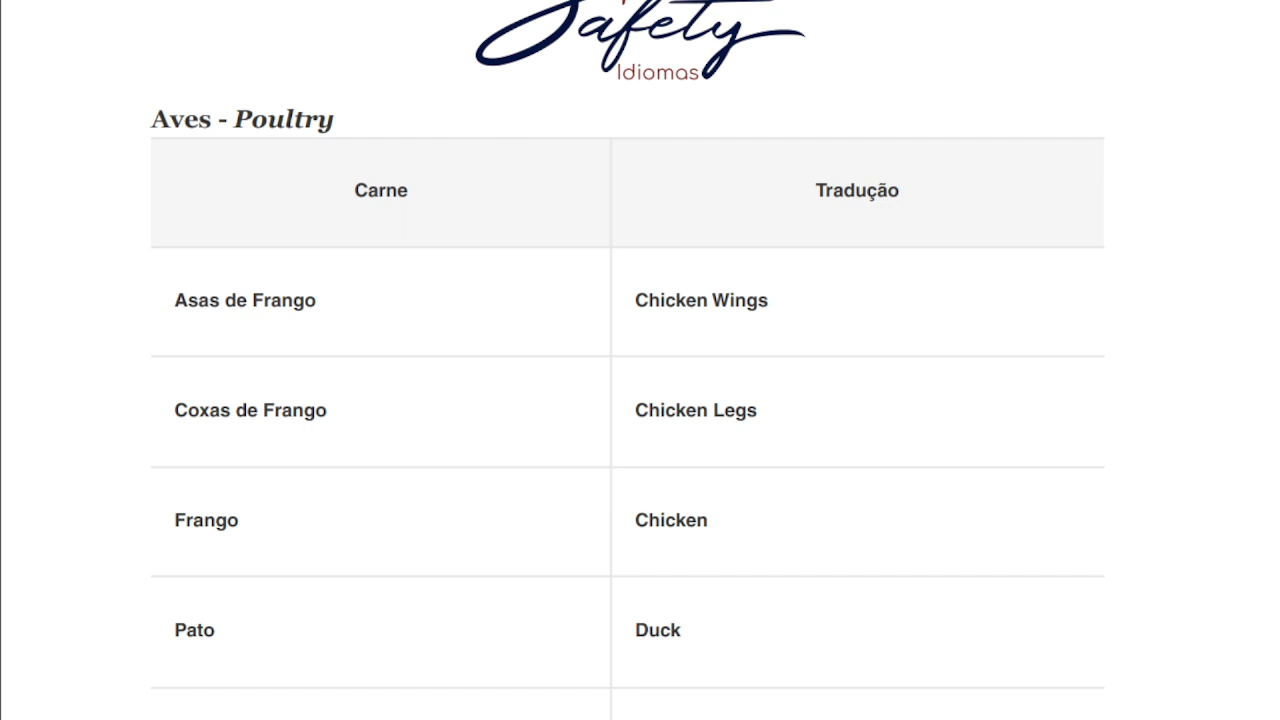 Safety
Idiomas
Aves - Poultry
Carne Tradução
Asas de Frango Chicken Wings
Coxas de Frango Chicken Legs
Frango Chicken
Pato Duck